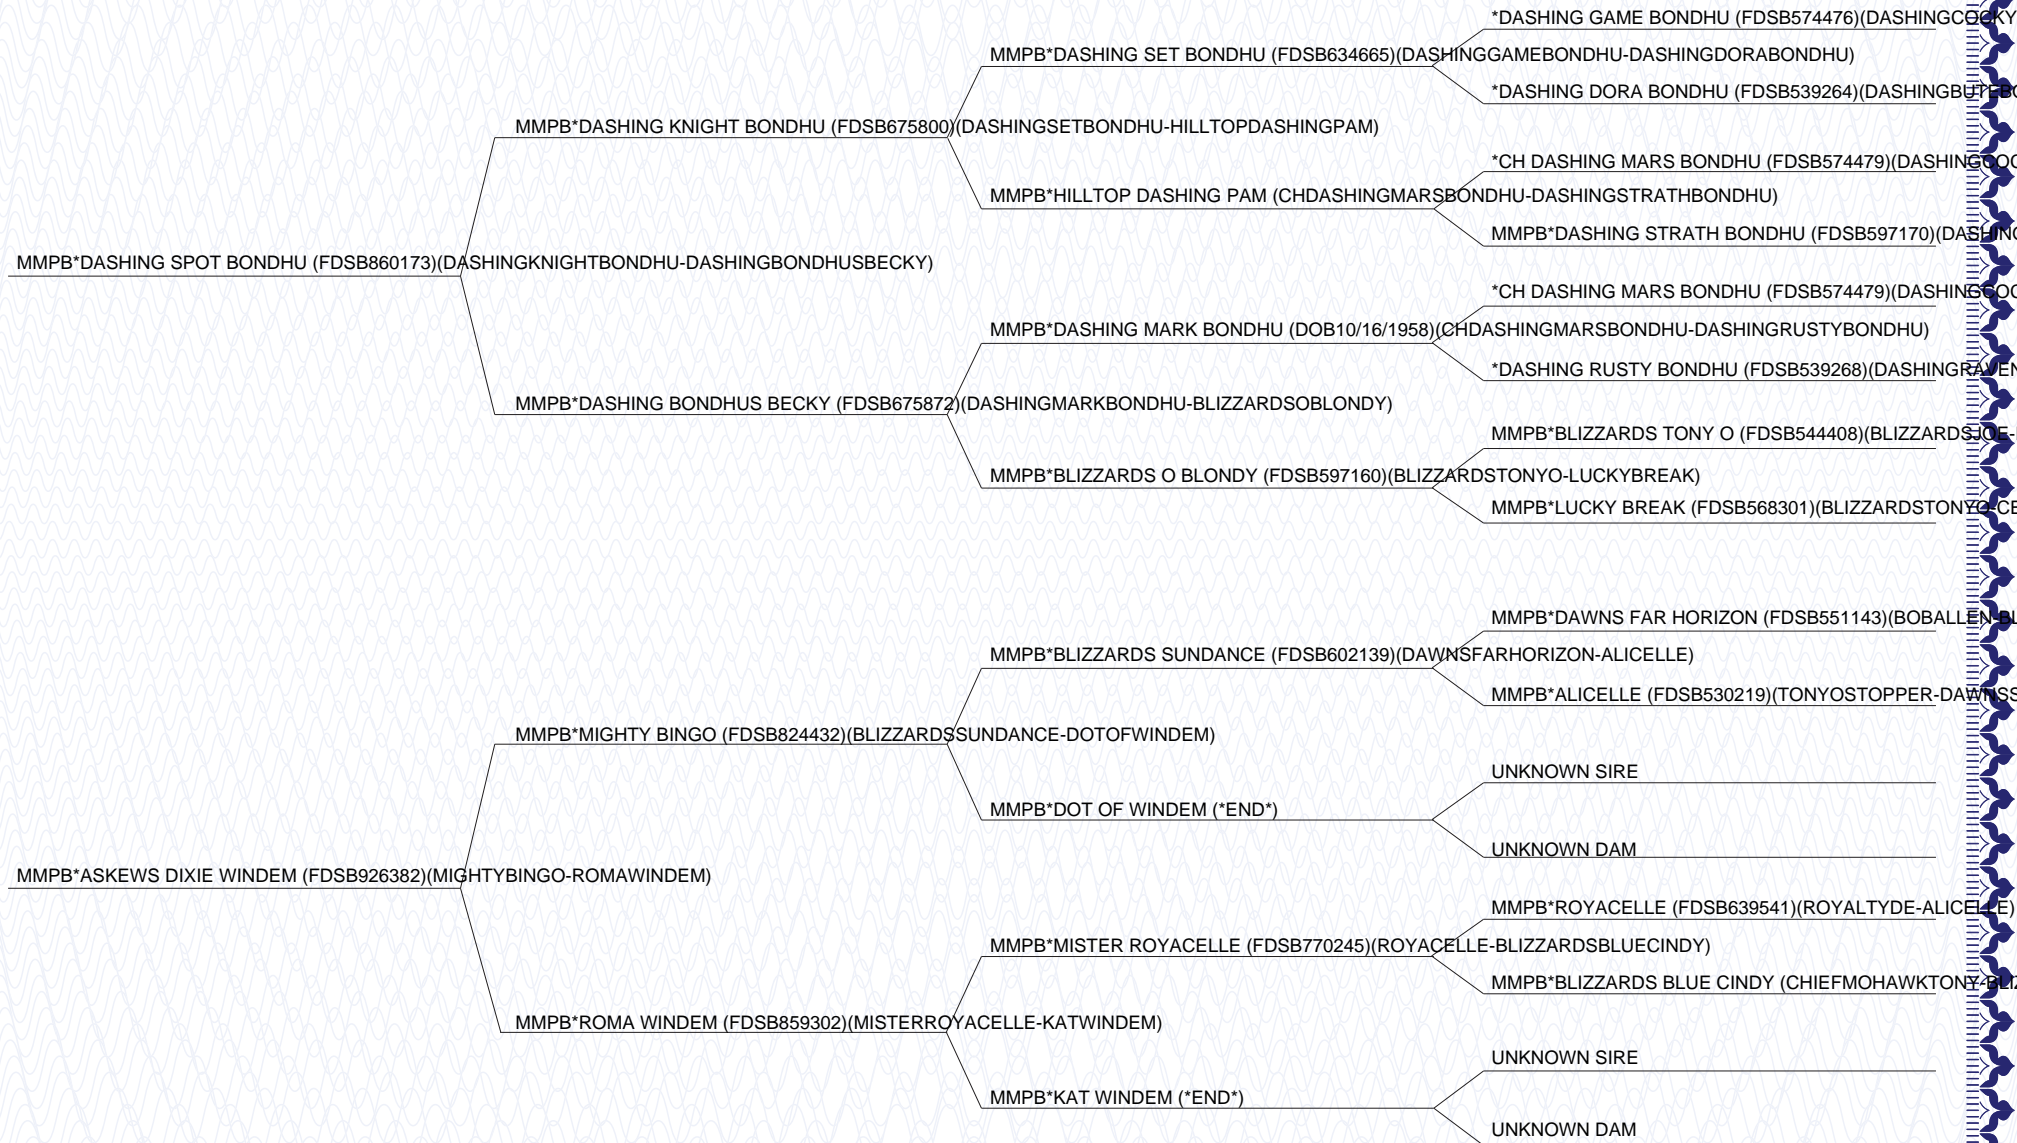 *DASHING GAME BONDHU (FDSB574476)(DASHINGCOCKY
MMPB*DASHING SET BONDHU (FDSB634665)(DASHINGGAMEBONDHU-DASHINGDORABONDHU)
*DASHING DORA BONDHU (FDSB539264)(DASHINGBUTEBO
MMPB*DASHING KNIGHT BONDHU (FDSB675800)(DASHINGSETBONDHU-HILLTOPDASHINGPAM)
*CH DASHING MARS BONDHU (FDSB574479)(DASHINGCOC
MMPB*HILLTOP DASHING PAM (CHDASHINGMARSBONDHU-DASHINGSTRATHBONDHU)
MMPB*DASHING STRATH BONDHU (FDSB597170)(DASHING
MMPB*DASHING SPOT BONDHU (FDSB860173)(DASHINGKNIGHTBONDHU-DASHINGBONDHUSBECKY)
*CH DASHING MARS BONDHU (FDSB574479)(DASHINGCOC
MMPB*DASHING MARK BONDHU (DOB10/16/1958)(CHDASHINGMARSBONDHU-DASHINGRUSTYBONDHU)
*DASHING RUSTY BONDHU (FDSB539268)(DASHINGRAVEN
MMPB*DASHING BONDHUS BECKY (FDSB675872)(DASHINGMARKBONDHU-BLIZZARDSOBLONDY)
MMPB*BLIZZARDS TONY O (FDSB544408)(BLIZZARDSJOE-
MMPB*BLIZZARDS O BLONDY (FDSB597160)(BLIZZARDSTONYO-LUCKYBREAK)
MMPB*LUCKY BREAK (FDSB568301)(BLIZZARDSTONYO-CE
MMPB*DAWNS FAR HORIZON (FDSB551143)(BOBALLEN-BL
MMPB*BLIZZARDS SUNDANCE (FDSB602139)(DAWNSFARHORIZON-ALICELLE)
MMPB*ALICELLE (FDSB530219)(TONYOSTOPPER-DAWNSS
MMPB*MIGHTY BINGO (FDSB824432)(BLIZZARDSSUNDANCE-DOTOFWINDEM)
UNKNOWN SIRE
MMPB*DOT OF WINDEM (*END*)
UNKNOWN DAM
MMPB*ASKEWS DIXIE WINDEM (FDSB926382)(MIGHTYBINGO-ROMAWINDEM)
MMPB*ROYACELLE (FDSB639541)(ROYALTYDE-ALICELLE)
MMPB*MISTER ROYACELLE (FDSB770245)(ROYACELLE-BLIZZARDSBLUECINDY)
MMPB*BLIZZARDS BLUE CINDY (CHIEFMOHAWKTONY-BLIZ
MMPB*ROMA WINDEM (FDSB859302)(MISTERROYACELLE-KATWINDEM)
UNKNOWN SIRE
MMPB*KAT WINDEM (*END*)
UNKNOWN DAM